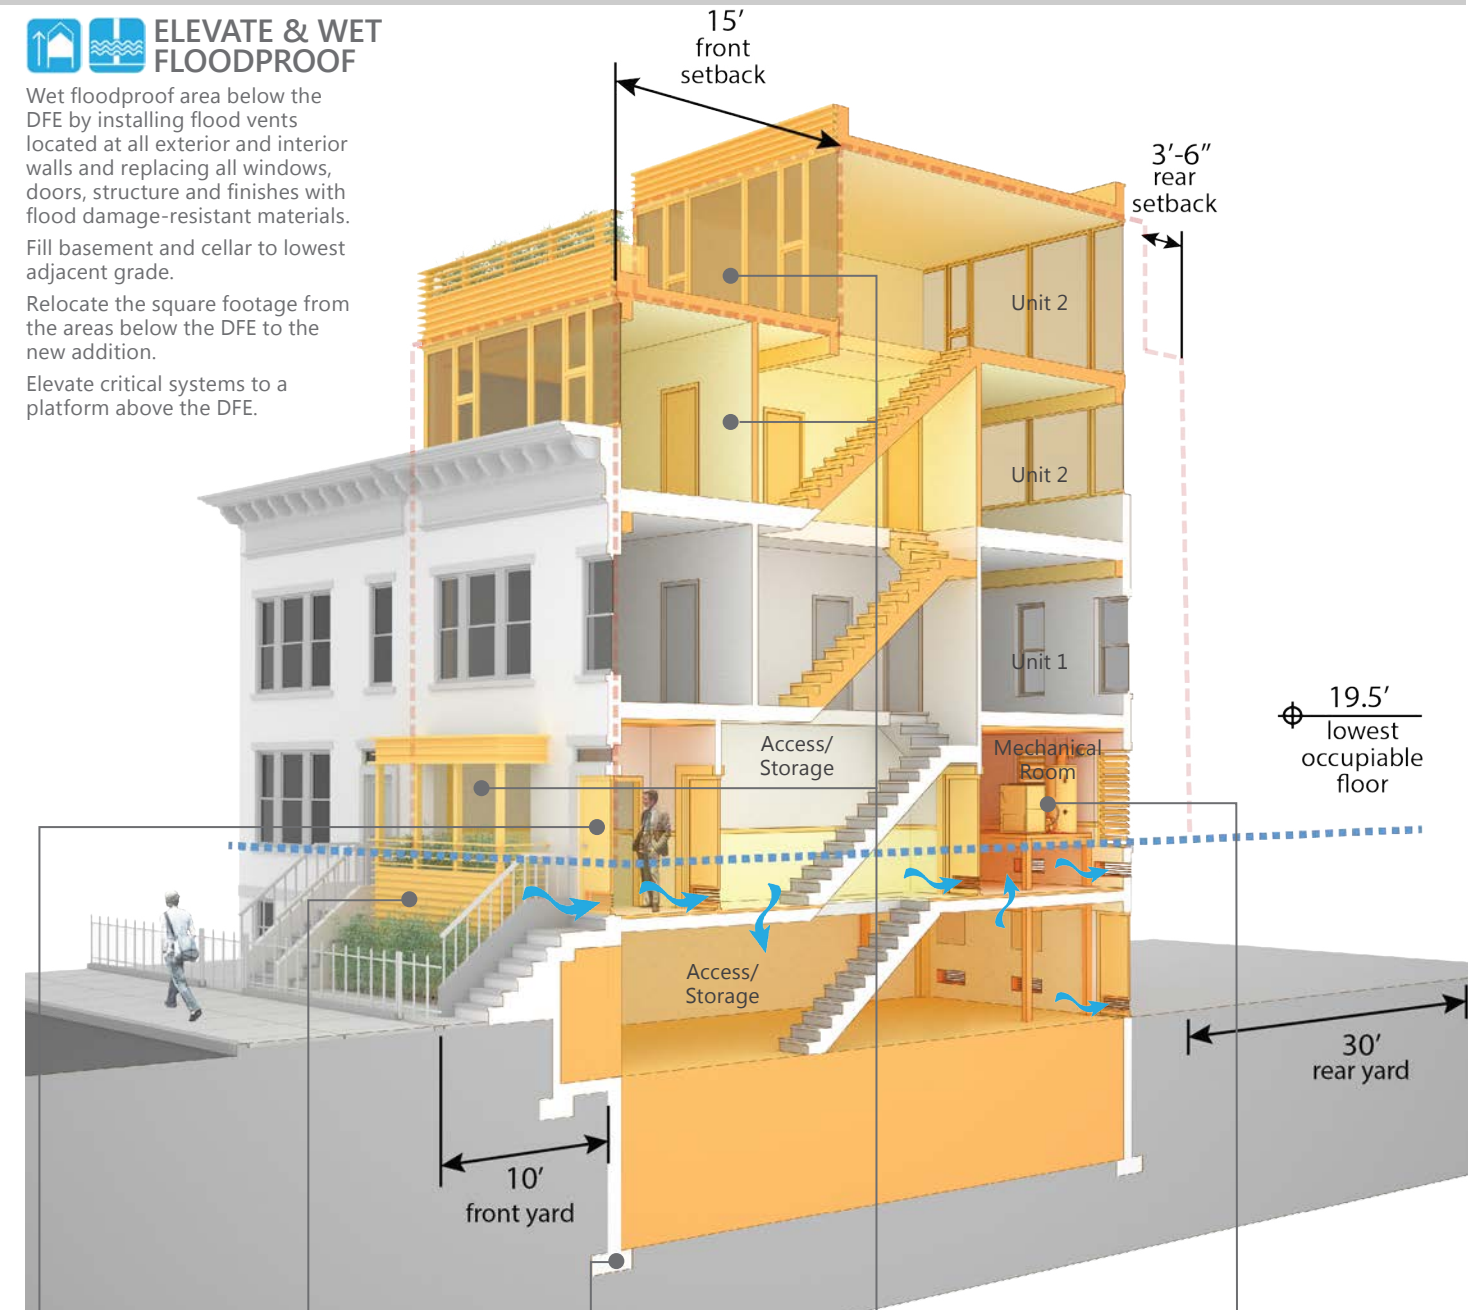 ELEVATE & WET
FLOODPROOF
Wet floodproof area below the
DFE by installing flood vents
located at all exterior and interior
walls and replacing all windows,
doors, structure and finishes with
flood damage-resistant materials.
Fill basement and cellar to lowest
adjacent grade.
Relocate the square footage from
the areas below the DFE to the
new addition.
Elevate critical systems to a
platform above the DFE.
15′
front
setback
3′-6″
rear
setback
Unit 2
Unit 2
Unit 1
19.5′
lowest
occupiable
floor
Access/
Storage
Mechanical
Room
Access/
Storage
30′
rear yard
10′
front yard